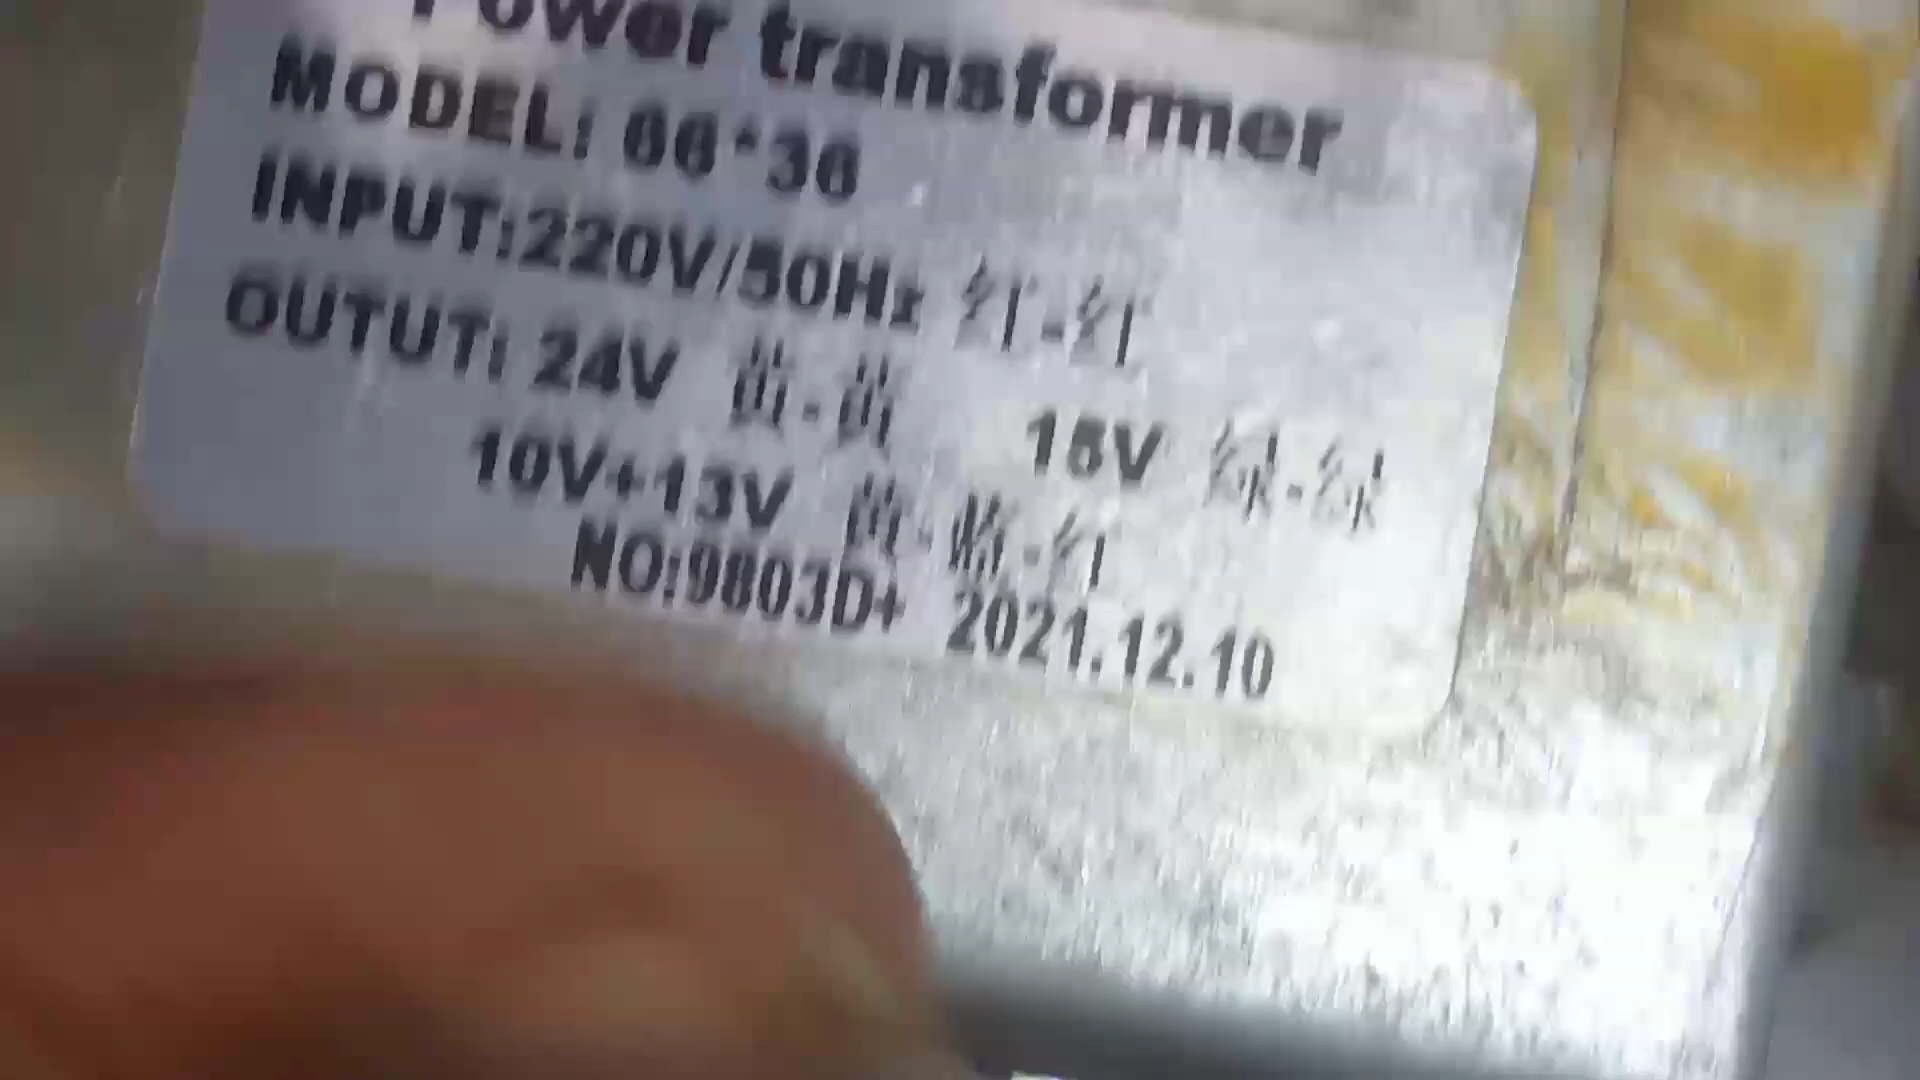 Power transformer
MODEL: 66*36
INPUT:220V/50Hz 红-红
OUTUT: 24V 黄-黄 15V 绿-绿
10V+13V 黄- -红
NO:9803D+ 2021.12.10